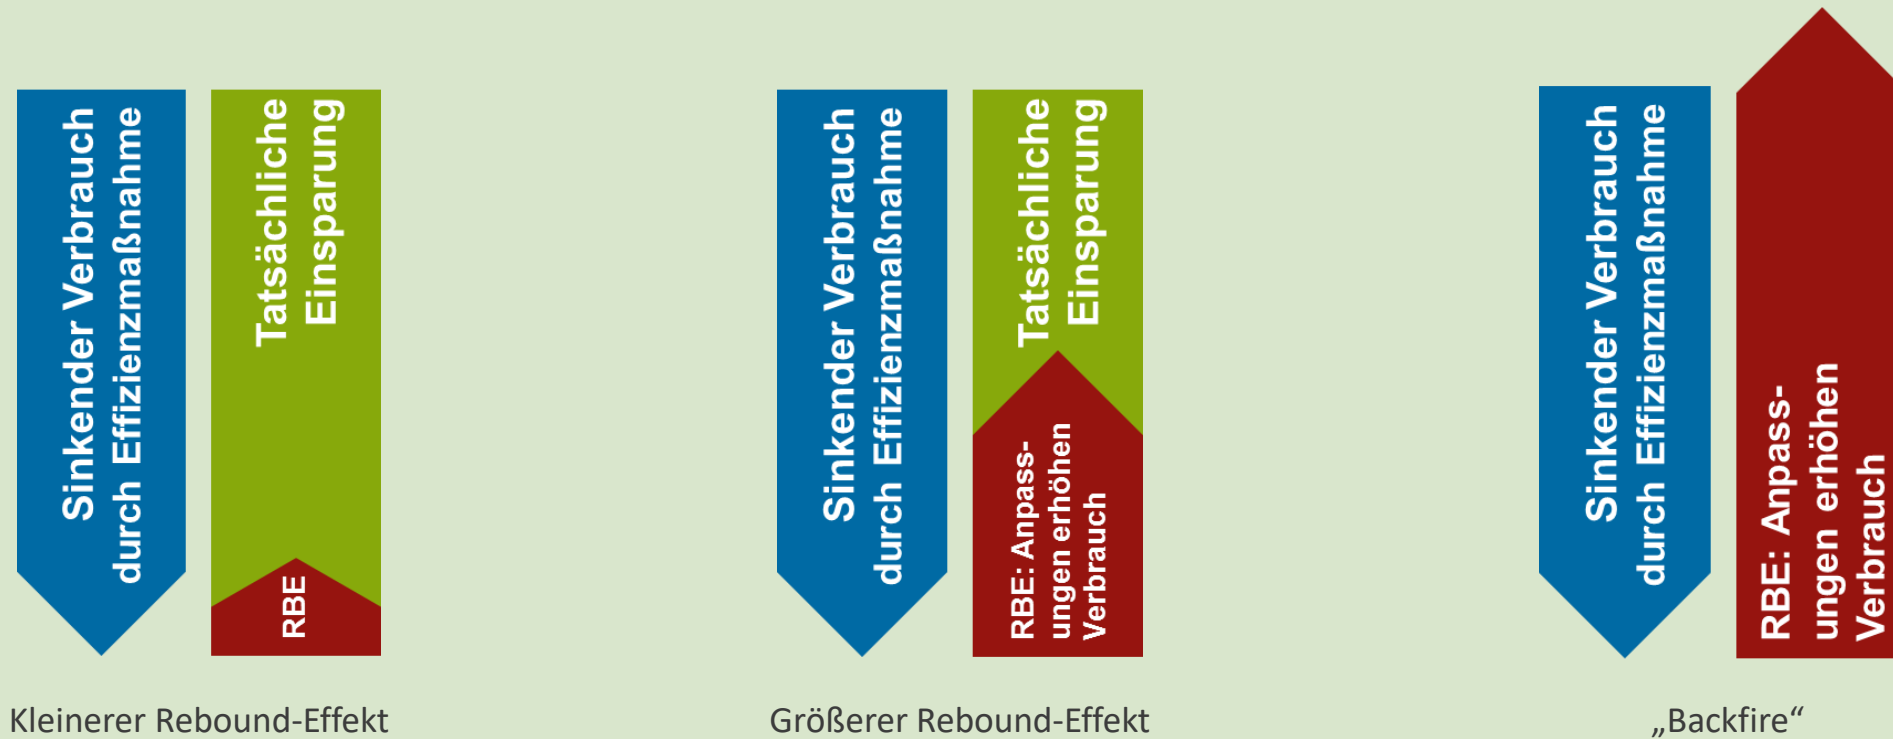 Sinkender Verbrauch
durch Effizienzmaßnahme
Tatsächliche
Einsparung
RBE
Kleinerer Rebound-Effekt
Sinkender Verbrauch
durch Effizienzmaßnahme
Tatsächliche
Einsparung
RBE: Anpass-
ungen erhöhen
Verbrauch
Größerer Rebound-Effekt
Sinkender Verbrauch
durch Effizienzmaßnahme
RBE: Anpass-
ungen erhöhen
Verbrauch
„Backfire“